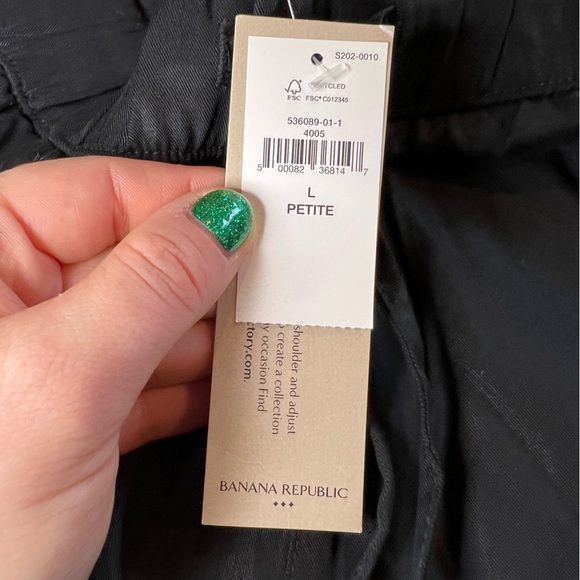 S202-0010
FSC
FSC® C012345
536089-01-1
4005
5 00082 36814 7
L
PETITE
shoulder and adjust
create a collection
occasion Find
ctory.com.
BANANA REPUBLIC